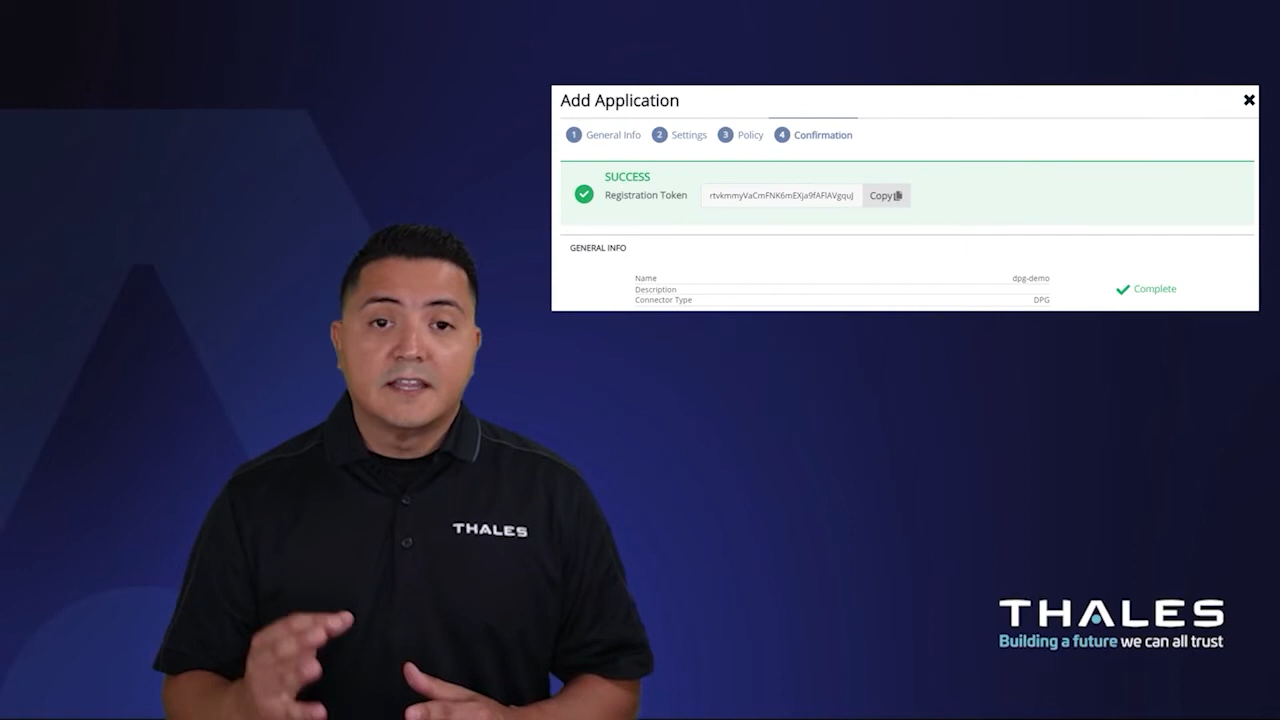 Add Application
1 General Info 2 Settings 3 Policy 4 Confirmation
SUCCESS
Registration Token rtvkmmyVaCmFNK6mEXja9fAFlAVgquJ Copy
GENERAL INFO
Name dpg-demo
Description
Complete
Connector Type DPG
THALES
THALES
Building a future we can all trust